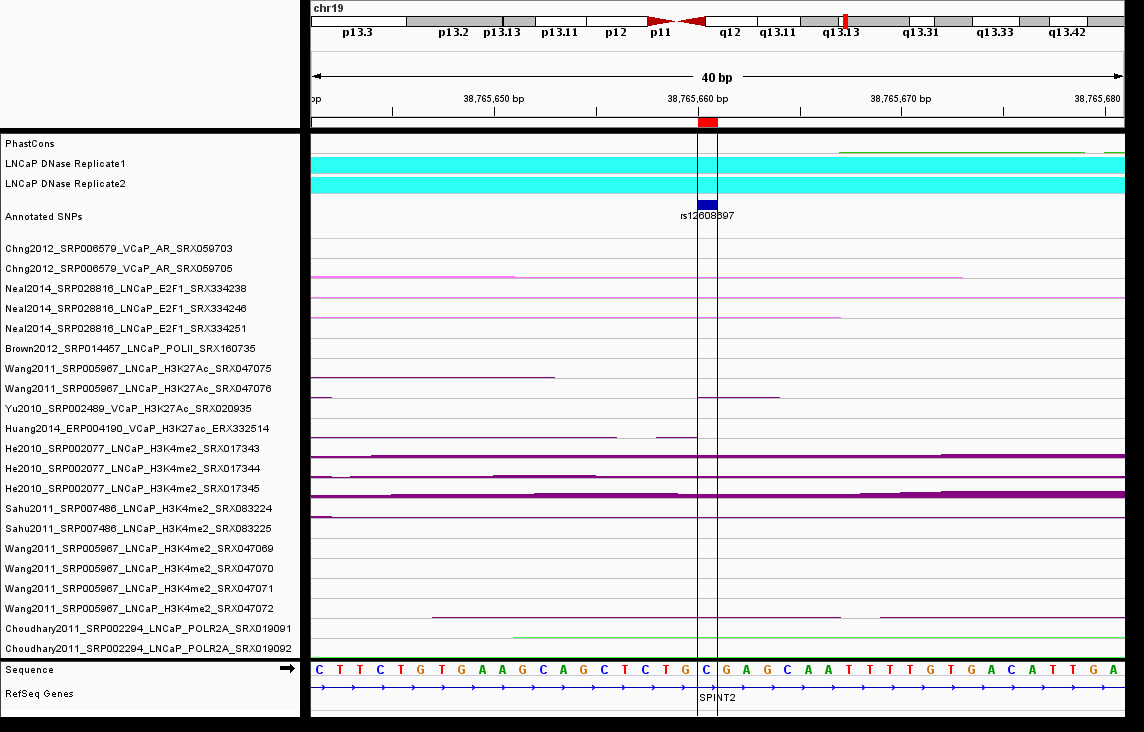 chr19
p13.3 p13.2 p13.13 p13.11 p12 p11 q12 q13.11 q13.13 q13.31 q13.33 q13.42
40 bp
bp 38,765,650 bp 38,765,660 bp 38,765,670 bp 38,765,680
PhastCons
LNCaP DNase Replicate1
LNCaP DNase Replicate2
Annotated SNPs
rs12608697
Chng2012_SRP006579_VCaP_AR_SRX059703
Chng2012_SRP006579_VCaP_AR_SRX059705
Neal2014_SRP028816_LNCaP_E2F1_SRX334238
Neal2014_SRP028816_LNCaP_E2F1_SRX334246
Neal2014_SRP028816_LNCaP_E2F1_SRX334251
Brown2012_SRP014457_LNCaP_POLII_SRX160735
Wang2011_SRP005967_LNCaP_H3K27Ac_SRX047075
Wang2011_SRP005967_LNCaP_H3K27Ac_SRX047076
Yu2010_SRP002489_VCaP_H3K27Ac_SRX020935
Huang2014_ERP004190_VCaP_H3K27ac_ERX332514
He2010_SRP002077_LNCaP_H3K4me2_SRX017343
He2010_SRP002077_LNCaP_H3K4me2_SRX017344
He2010_SRP002077_LNCaP_H3K4me2_SRX017345
Sahu2011_SRP007486_LNCaP_H3K4me2_SRX083224
Sahu2011_SRP007486_LNCaP_H3K4me2_SRX083225
Wang2011_SRP005967_LNCaP_H3K4me2_SRX047069
Wang2011_SRP005967_LNCaP_H3K4me2_SRX047070
Wang2011_SRP005967_LNCaP_H3K4me2_SRX047071
Wang2011_SRP005967_LNCaP_H3K4me2_SRX047072
Choudhary2011_SRP002294_LNCaP_POLR2A_SRX019091
Choudhary2011_SRP002294_LNCaP_POLR2A_SRX019092
Sequence C T T C T G T G A A G C A G C T C T G C G A G C A A T T T T G T G A C A T T G A
RefSeq Genes
SPINT2